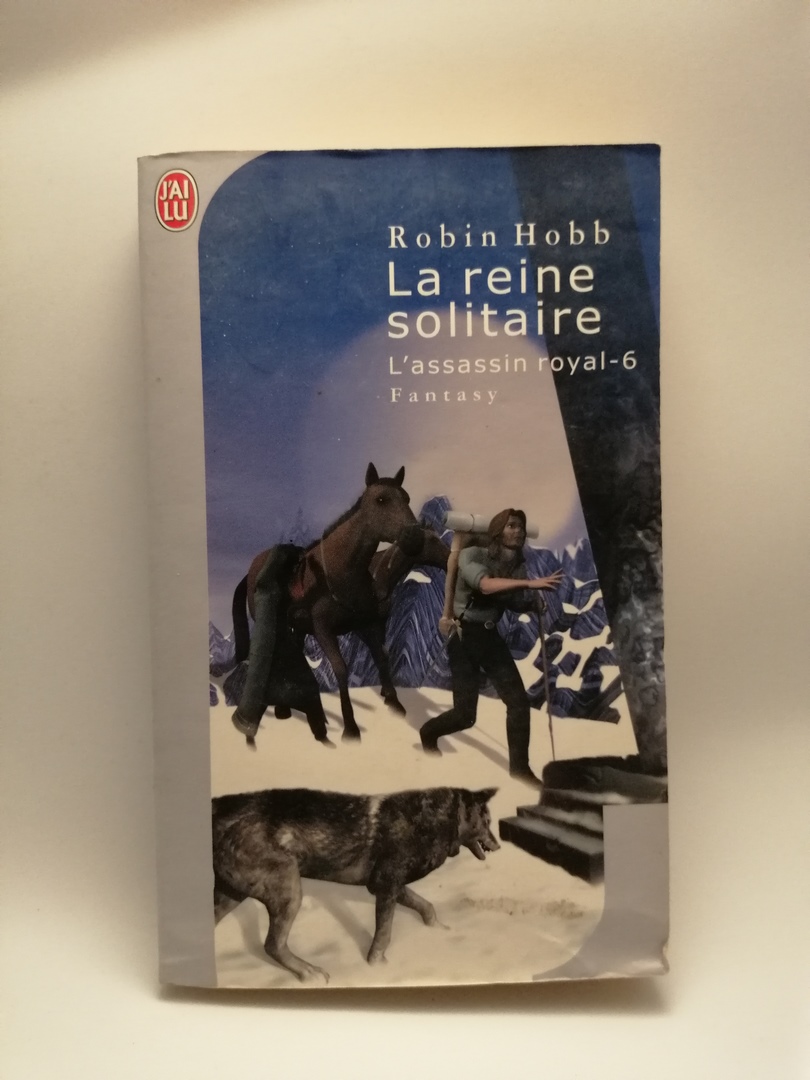 J'AI
LU
Robin Hobb
La reine
solitaire
L'assassin royal-6
Fantasy